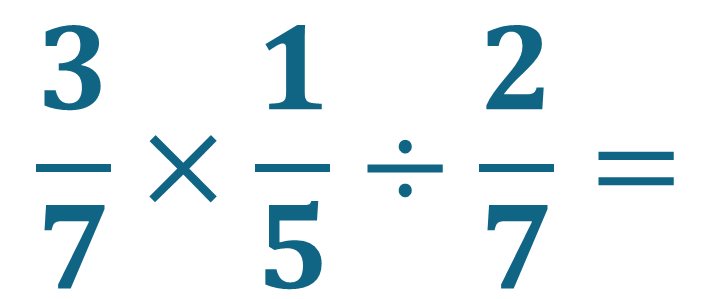 3/7 × 1/5 ÷ 2/7 =